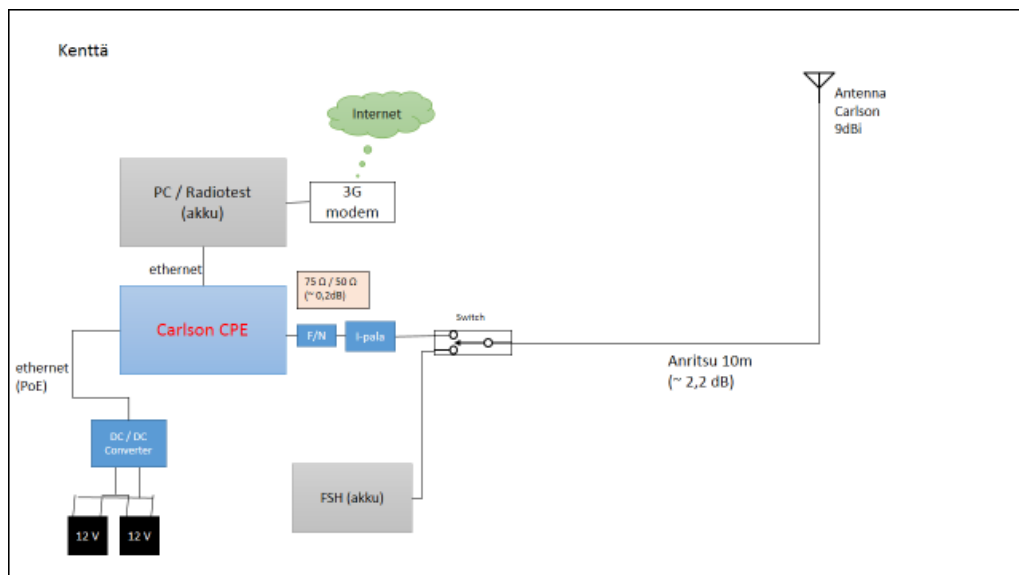 Kenttä
Internet
Antenna
Carlson
9dBi
PC / Radiotest
(akku)
3G
modem
ethernet
75 Ω / 50 Ω
(~ 0,2dB)
Carlson CPE
F/N
I-pala
Switch
Anritsu 10m
(~ 2,2 dB)
ethernet
(PoE)
DC / DC
Converter
FSH (akku)
12 V
12 V